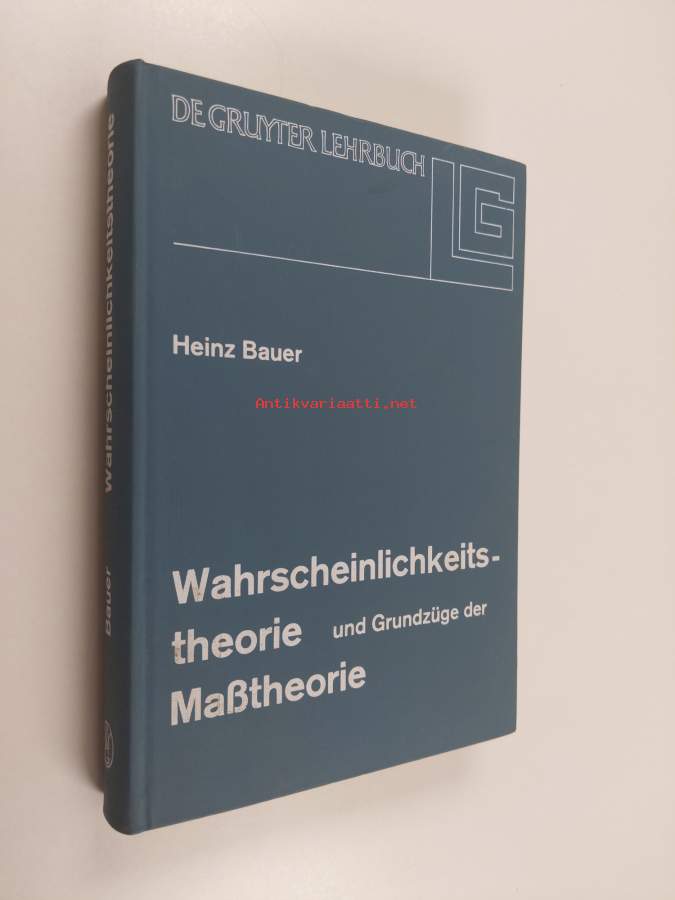 DE GRUYTER LEHRBUCH
LG
Heinz Bauer
Antikvariaatti.net
Wahrscheinlichkeits-
theorie und Grundzüge der
Maßtheorie
Bauer Wahrscheinlichkeitstheorie